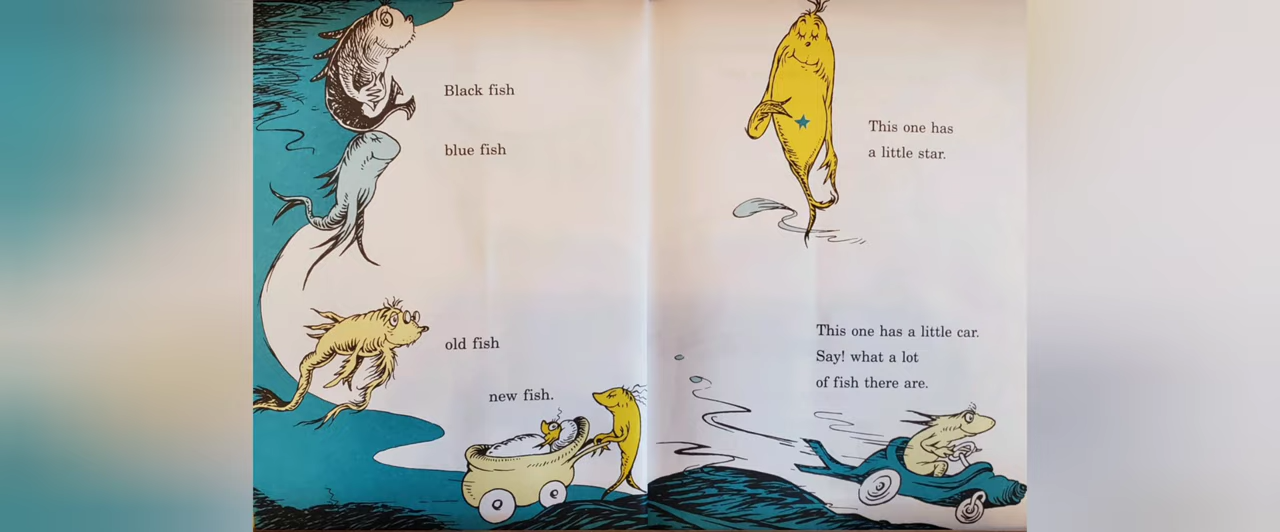 Black fish
blue fish
old fish
new fish.
This one has
a little star.
This one has a little car.
Say! what a lot
of fish there are.